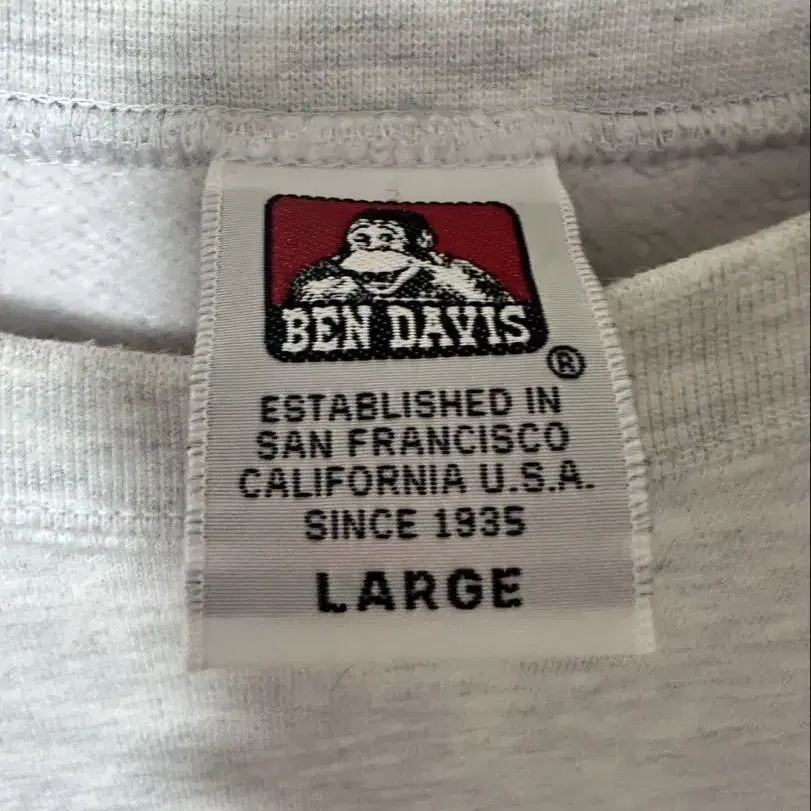 BEN DAVIS
®
ESTABLISHED IN
SAN FRANCISCO
CALIFORNIA U.S.A.
SINCE 1935
LARGE